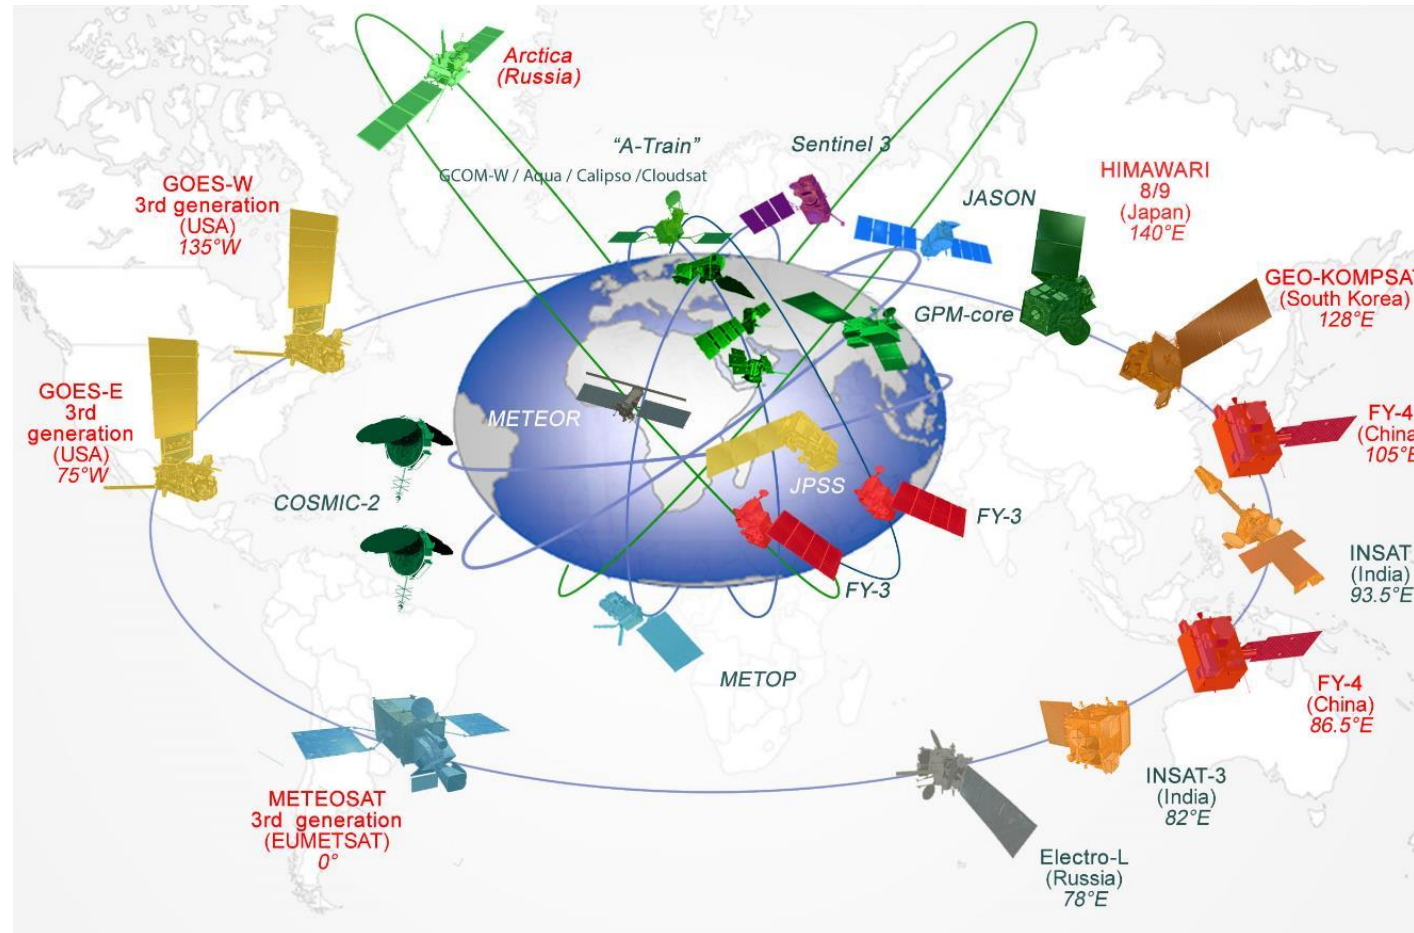 Arctica
(Russia)
"A-Train"
GCOM-W / Aqua / Calipso /Cloudsat
Sentinel 3
JASON
HIMAWARI
8/9
(Japan)
140°E
GOES-W
3rd generation
(USA)
135°W
GEO-KOMPSAT
(South Korea)
128°E
GPM-core
GOES-E
3rd
generation
(USA)
75°W
METEOR
FY-4
(China
105°E
COSMIC-2
JPSS
FY-3
INSAT
(India)
93.5°E
FY-3
METOP
FY-4
(China)
86.5°E
INSAT-3
(India)
82°E
METEOSAT
3rd generation
(EUMETSAT)
0°
Electro-L
(Russia)
78°E